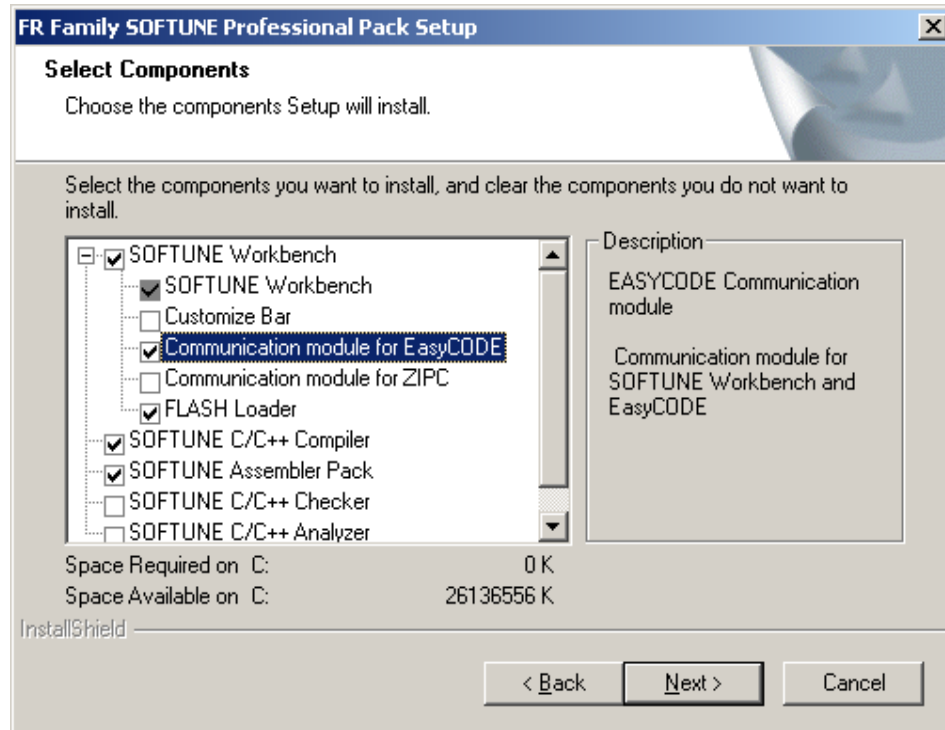 FR Family SOFTUNE Professional Pack Setup
Select Components
Choose the components Setup will install.
Select the components you want to install, and clear the components you do not want to
install.
SOFTUNE Workbench
SOFTUNE Workbench
Customize Bar
Communication module for EasyCODE
Communication module for ZIPC
FLASH Loader
SOFTUNE C/C++ Compiler
SOFTUNE Assembler Pack
SOFTUNE C/C++ Checker
SOFTUNE C/C++ Analyzer
Description
EASYCODE Communication
module
Communication module for
SOFTUNE Workbench and
EasyCODE
Space Required on C: 0 K
Space Available on C: 26136556 K
InstallShield
< Back Next > Cancel